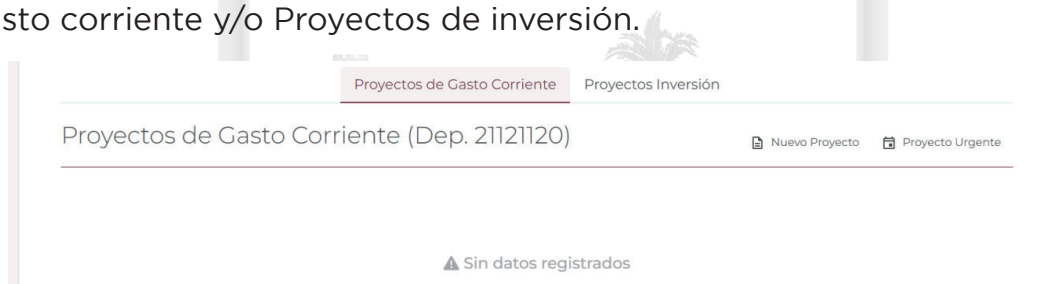 sto corriente y/o Proyectos de inversión.
Proyectos de Gasto Corriente Proyectos Inversión
Proyectos de Gasto Corriente (Dep. 21121120)
Nuevo Proyecto Proyecto Urgente
Sin datos registrados